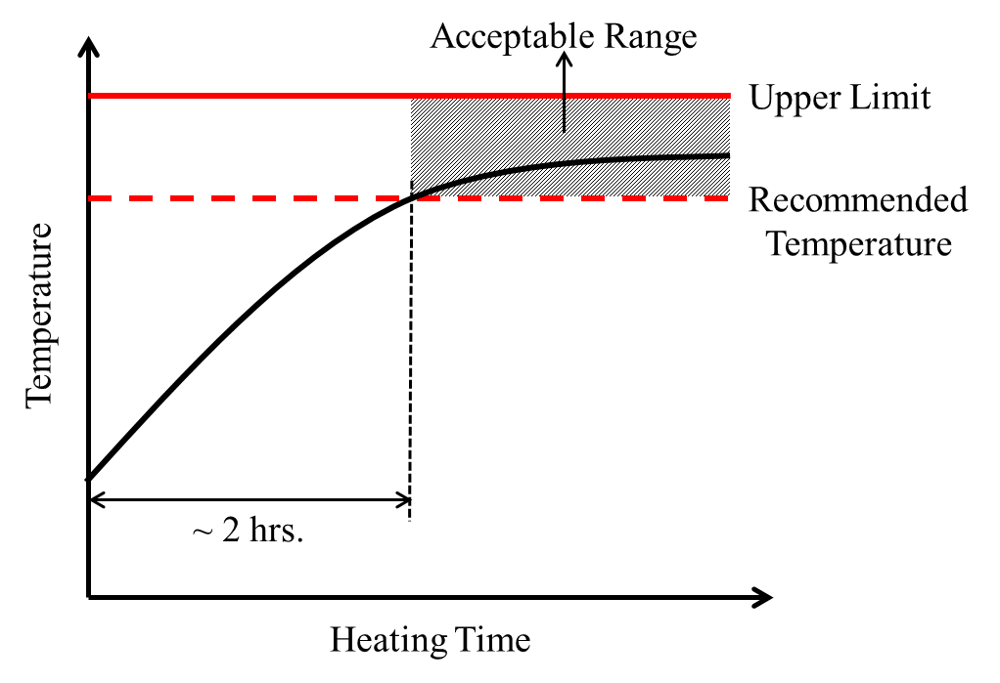 Acceptable Range
Upper Limit
Recommended
Temperature
Temperature
~ 2 hrs.
Heating Time